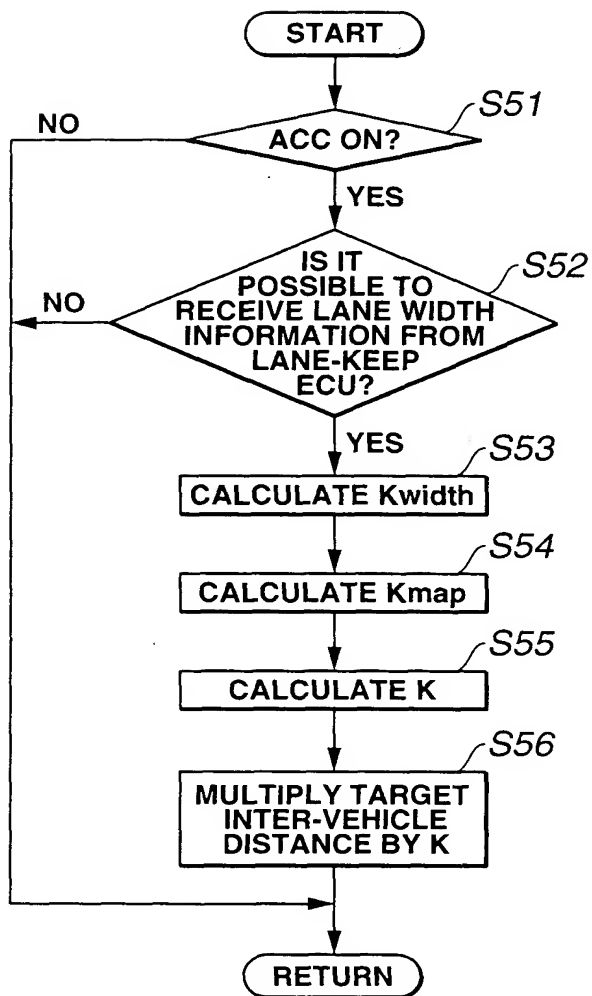 START
S51
NO
ACC ON?
YES
S52
IS IT
POSSIBLE TO
RECEIVE LANE WIDTH
INFORMATION FROM
LANE-KEEP
ECU?
NO
YES
S53
CALCULATE Kwidth
S54
CALCULATE Kmap
S55
CALCULATE K
S56
MULTIPLY TARGET
INTER-VEHICLE
DISTANCE BY K
RETURN